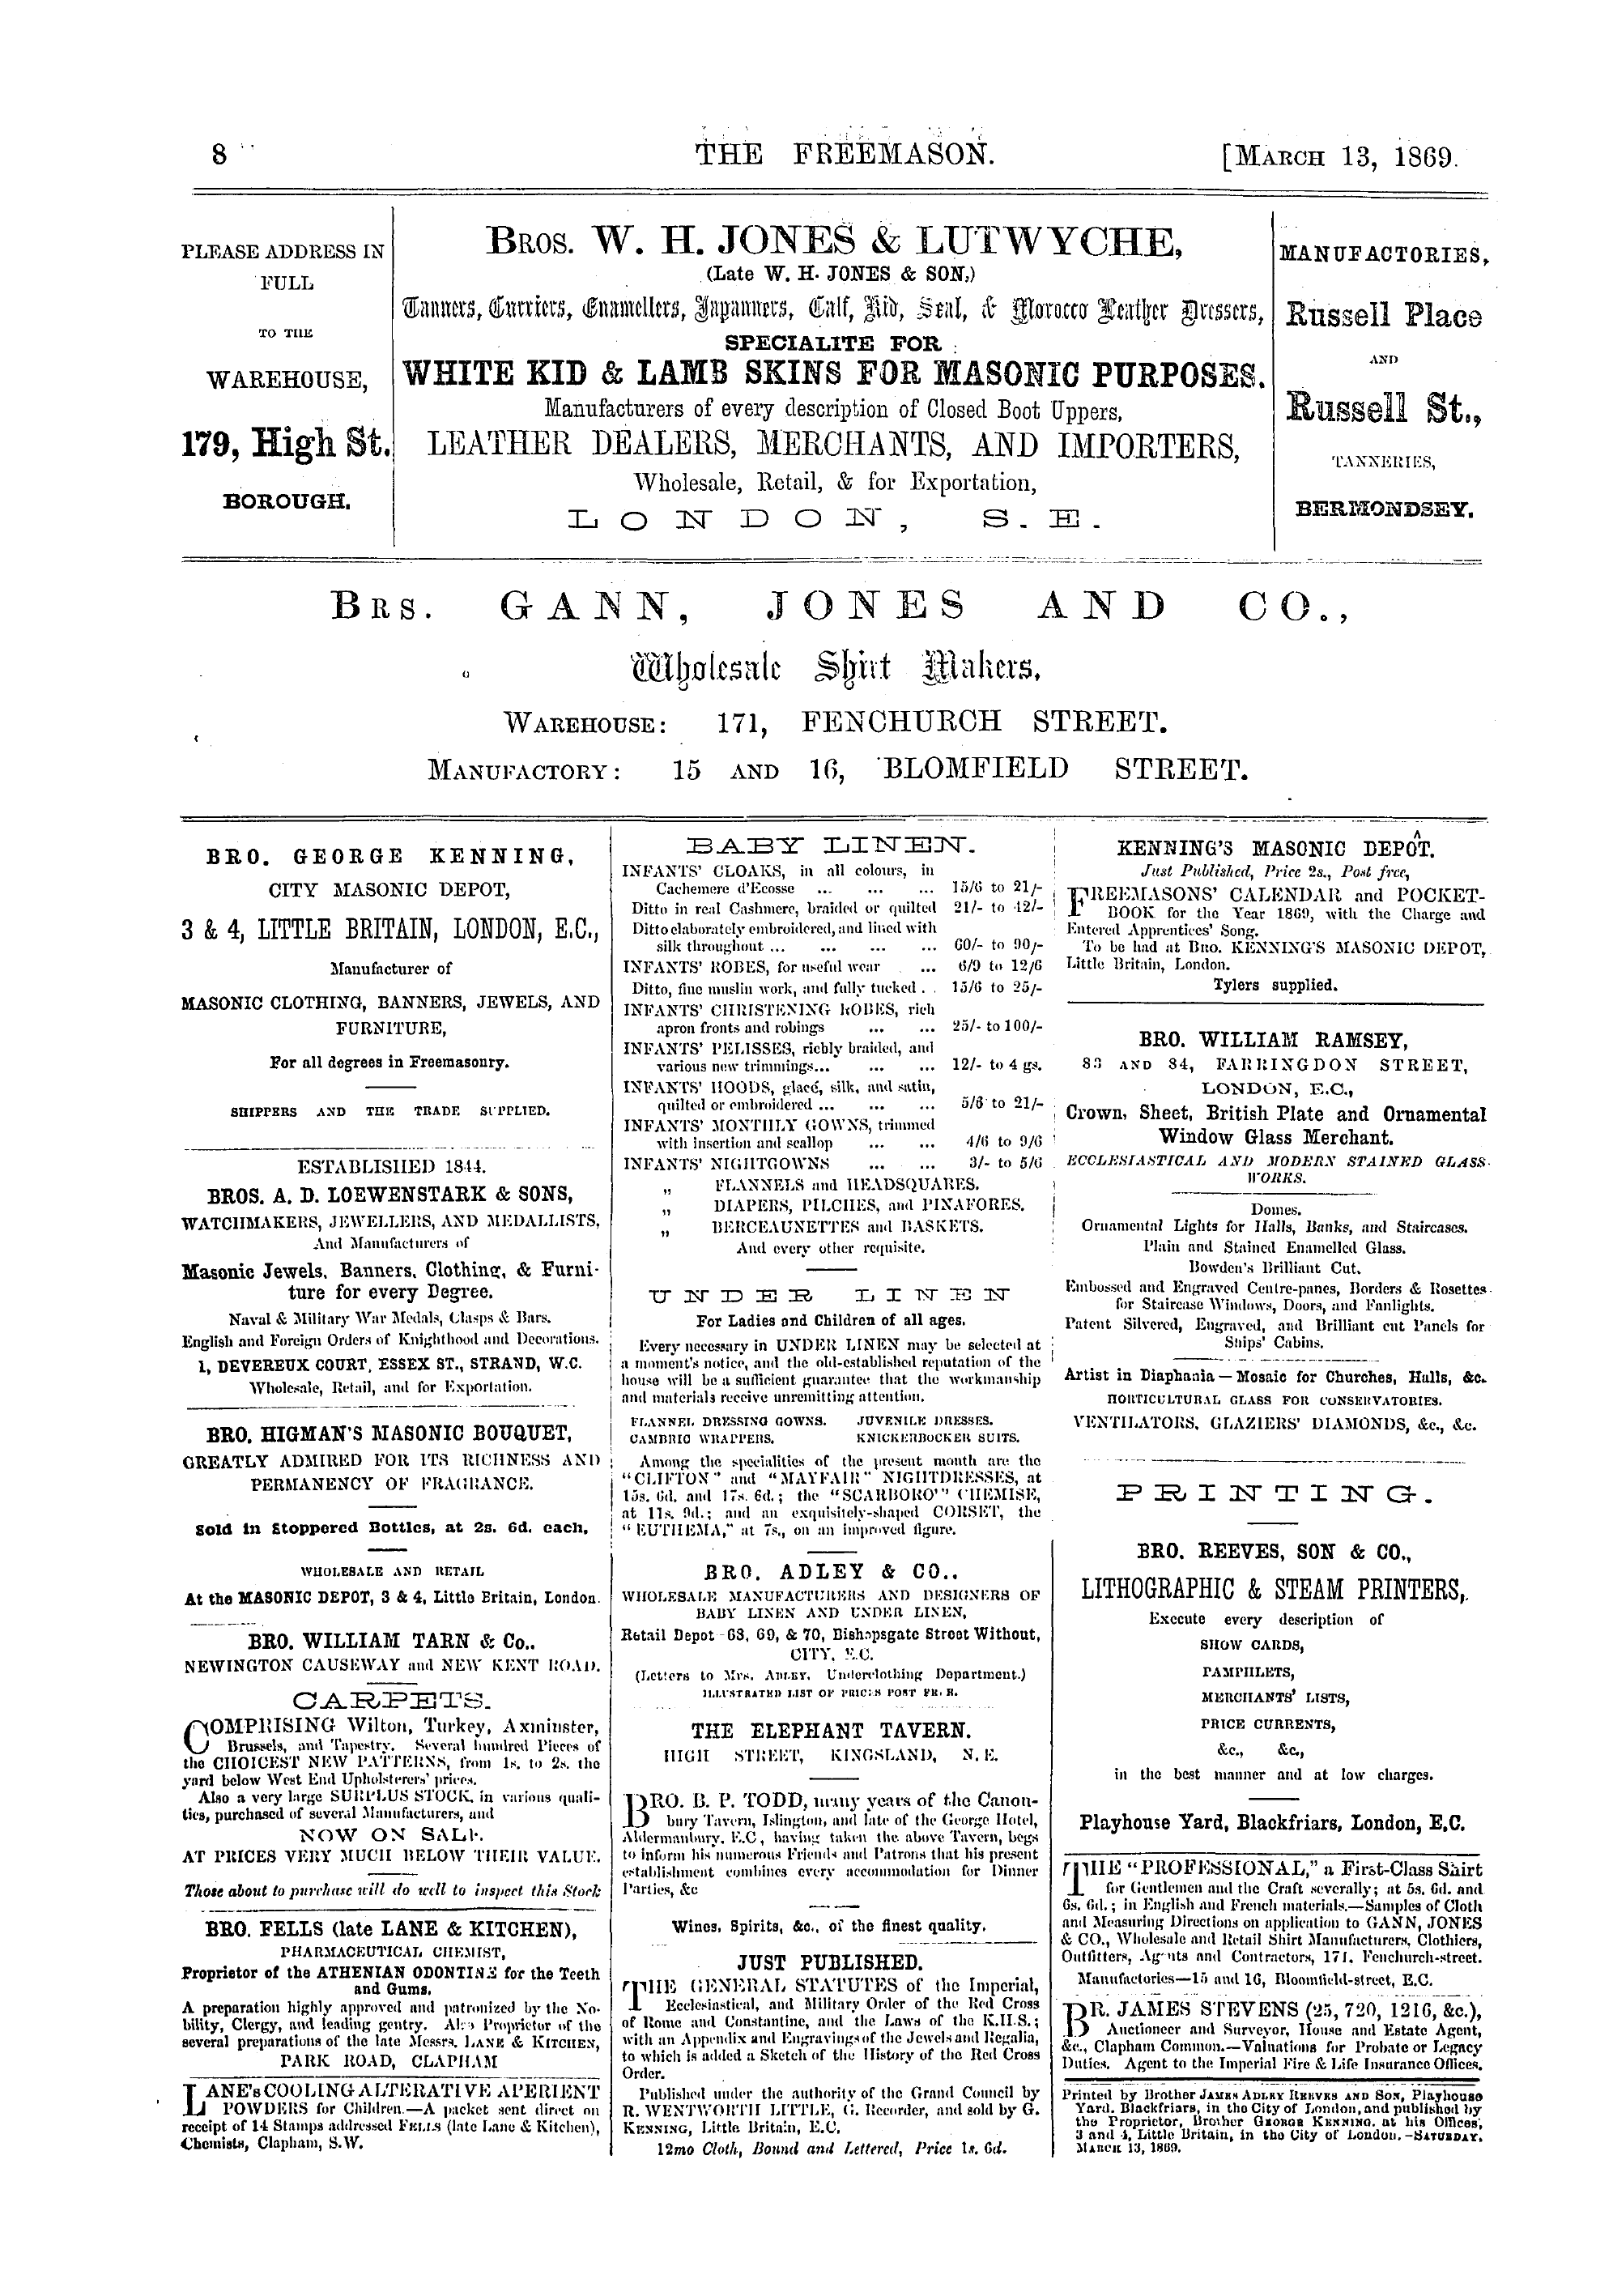 8
THE FREEMASON.
[MARCH 13, 1869.
PLEASE ADDRESS IN
FULL
TO THE
WAREHOUSE,
179, High St.
BOROUGH.
BROS. W. H. JONES & LUTWYCHE,
(Late W. H. JONES & SON,)
Tanners, Curriers, Enamellers, Japanners, Calf, Kid, Seal, & Morocco Leather Dressers,
SPECIALITE FOR
WHITE KID & LAMB SKINS FOR MASONIC PURPOSES.
Manufacturers of every description of Closed Boot Uppers,
LEATHER DEALERS, MERCHANTS, AND IMPORTERS,
Wholesale, Retail, & for Exportation,
LONDON, S.E.
MANUFACTORIES,
Russell Place
AND
Russell St.,
TANNERIES,
BERMONDSEY.
BRS. GANN, JONES AND CO.,
Wholesale Shirt Makers,
WAREHOUSE: 171, FENCHURCH STREET.
MANUFACTORY: 15 AND 16, BLOMFIELD STREET.
BRO. GEORGE KENNING,
CITY MASONIC DEPOT,
3 & 4, LITTLE BRITAIN, LONDON, E.C.,
Manufacturer of
MASONIC CLOTHING, BANNERS, JEWELS, AND
FURNITURE,
For all degrees in Freemasonry.
SHIPPERS AND THE TRADE SUPPLIED.
ESTABLISHED 1844.
BROS. A. D. LOEWENSTARK & SONS,
WATCHMAKERS, JEWELLERS, AND MEDALLISTS,
And Manufacturers of
Masonic Jewels, Banners, Clothing, & Furni-
ture for every Degree.
Naval & Military War Medals, Clasps & Bars.
English and Foreign Orders of Knighthood and Decorations.
1, DEVEREUX COURT, ESSEX ST., STRAND, W.C.
Wholesale, Retail, and for Exportation.
BRO. HIGMAN'S MASONIC BOUQUET,
GREATLY ADMIRED FOR ITS RICHNESS AND
PERMANENCY OF FRAGRANCE.
Sold in Stoppered Bottles, at 2s. 6d. each.
WHOLESALE AND RETAIL
At the MASONIC DEPOT, 3 & 4, Little Britain, London.
BRO. WILLIAM TARN & Co..
NEWINGTON CAUSEWAY and NEW KENT ROAD.
CARPETS.
COMPRISING Wilton, Turkey, Axminster,
Brussels, and Tapestry. Several hundred Pieces of
the CHOICEST NEW PATTERNS, from 1s. to 2s. the
yard below West End Upholsterers' prices.
Also a very large SURPLUS STOCK, in various quali-
ties, purchased of several Manufacturers, and
NOW ON SALE.
AT PRICES VERY MUCH BELOW THEIR VALUE.
Those about to purchase will do well to inspect this Stock
BRO. FELLS (late LANE & KITCHEN),
PHARMACEUTICAL CHEMIST,
Proprietor of the ATHENIAN ODONTINE for the Teeth
and Gums.
A preparation highly approved and patronized by the No-
bility, Clergy, and leading gentry. Also Proprietor of the
several preparations of the late Messrs. LANE & KITCHEN,
PARK ROAD, CLAPHAM
LANE's COOLING ALTERATIVE APERIENT
POWDERS for Children.—A packet sent direct on
receipt of 14 Stamps addressed FELLS (late Lane & Kitchen),
Chemists, Clapham, S.W.
BABY LINEN.
INFANTS' CLOAKS, in all colours, in
Cachemere d'Ecosse ... ... ... 15/6 to 21/-
Ditto in real Cashmere, braided or quilted 21/- to 42/-
Ditto elaborately embroidered, and lined with
silk throughout ... ... ... ... 60/- to 90/-
INFANTS' ROBES, for useful wear ... 6/9 to 12/6
Ditto, fine muslin work, and fully tucked . . 15/6 to 25/-
INFANTS' CHRISTENING ROBES, rich
apron fronts and robings ... ... 25/- to 100/-
INFANTS' PELISSES, richly braided, and
various new trimmings... ... ... 12/- to 4 gs.
INFANTS' HOODS, glacé, silk, and satin,
quilted or embroidered ... ... ... 5/6 to 21/-
INFANTS' MONTHLY GOWNS, trimmed
with insertion and scallop ... ... 4/6 to 9/6
INFANTS' NIGHTGOWNS ... ... 3/- to 5/6
„ FLANNELS and HEADSQUARES.
„ DIAPERS, PILCHES, and PINAFORES.
„ BERCEAUNETTES and BASKETS.
And every other requisite.
UNDER LINEN
For Ladies and Children of all ages.
Every necessary in UNDER LINEN may be selected at
a moment's notice, and the old-established reputation of the
house will be a sufficient guarantee that the workmanship
and materials receive unremitting attention.
FLANNEL DRESSING GOWNS. JUVENILE DRESSES.
CAMBRIC WRAPPERS. KNICKERBOCKER SUITS.
Among the specialities of the present month are the
"CLIFTON" and "MAYFAIR" NIGHTDRESSES, at
15s. 6d. and 17s. 6d.; the "SCARBORO'" CHEMISE,
at 11s. 9d.; and an exquisitely-shaped CORSET, the
"EUTHEMA," at 7s., on an improved figure.
BRO. ADLEY & CO..
WHOLESALE MANUFACTURERS AND DESIGNERS OF
BABY LINEN AND UNDER LINEN,
Retail Depot-68, 69, & 70, Bishopsgate Street Without,
CITY, E.C.
(Letters to Mrs. ADLEY, Underclothing Department.)
ILLUSTRATED LIST OF PRICES POST FREE.
THE ELEPHANT TAVERN.
HIGH STREET, KINGSLAND, N.E.
BRO. B. P. TODD, many years of the Canon-
bury Tavern, Islington, and late of the George Hotel,
Aldermanbury, E.C, having taken the above Tavern, begs
to inform his numerous Friends and Patrons that his present
establishment combines every accommodation for Dinner
Parties, &c
Wines, Spirits, &c., of the finest quality.
JUST PUBLISHED.
THE GENERAL STATUTES of the Imperial,
Ecclesiastical, and Military Order of the Red Cross
of Rome and Constantine, and the Laws of the K.H.S.;
with an Appendix and Engravings of the Jewels and Regalia,
to which is added a Sketch of the History of the Red Cross
Order.
Published under the authority of the Grand Council by
R. WENTWORTH LITTLE, G. Recorder, and sold by G.
KENNING, Little Britain, E.C.
12mo Cloth, Bound and Lettered, Price 1s. 6d.
KENNING'S MASONIC DEPOT.
Just Published, Price 2s., Post free,
FREEMASONS' CALENDAR and POCKET-
BOOK for the Year 1869, with the Charge and
Entered Apprentices' Song.
To be had at BRO. KENNING'S MASONIC DEPOT,
Little Britain, London.
Tylers supplied.
BRO. WILLIAM RAMSEY,
83 AND 84, FARRINGDON STREET,
LONDON, E.C.,
Crown, Sheet, British Plate and Ornamental
Window Glass Merchant.
ECCLESIASTICAL AND MODERN STAINED GLASS
WORKS.
Domes.
Ornamental Lights for Halls, Banks, and Staircases.
Plain and Stained Enamelled Glass.
Bowden's Brilliant Cut.
Embossed and Engraved Centre-panes, Borders & Rosettes
for Staircase Windows, Doors, and Fanlights.
Patent Silvered, Engraved, and Brilliant cut Panels for
Ships' Cabins.
Artist in Diaphania—Mosaic for Churches, Halls, &c.
HORTICULTURAL GLASS FOR CONSERVATORIES.
VENTILATORS, GLAZIERS' DIAMONDS, &c., &c.
PRINTING.
BRO. REEVES, SON & CO.,
LITHOGRAPHIC & STEAM PRINTERS,
Execute every description of
SHOW CARDS,
PAMPHLETS,
MERCHANTS' LISTS,
PRICE CURRENTS,
&c., &c.,
in the best manner and at low charges.
Playhouse Yard, Blackfriars, London, E.C.
THE "PROFESSIONAL," a First-Class Shirt
for Gentlemen and the Craft severally; at 5s. 6d. and
6s. 6d.; in English and French materials.—Samples of Cloth
and Measuring Directions on application to GANN, JONES
& CO., Wholesale and Retail Shirt Manufacturers, Clothiers,
Outfitters, Agents and Contractors, 171, Fenchurch-street.
Manufactories—15 and 16, Bloomfield-street, E.C.
BR. JAMES STEVENS (25, 720, 1216, &c.),
Auctioneer and Surveyor, House and Estate Agent,
&c., Clapham Common.—Valuations for Probate or Legacy
Duties. Agent to the Imperial Fire & Life Insurance Offices.
Printed by Brother JAMES ADLEY REEVES AND SON, Playhouse
Yard, Blackfriars, in the City of London, and published by
the Proprietor, Brother GEORGE KENNING, at his Offices,
3 and 4, Little Britain, in the City of London.—SATURDAY,
MARCH 13, 1869.